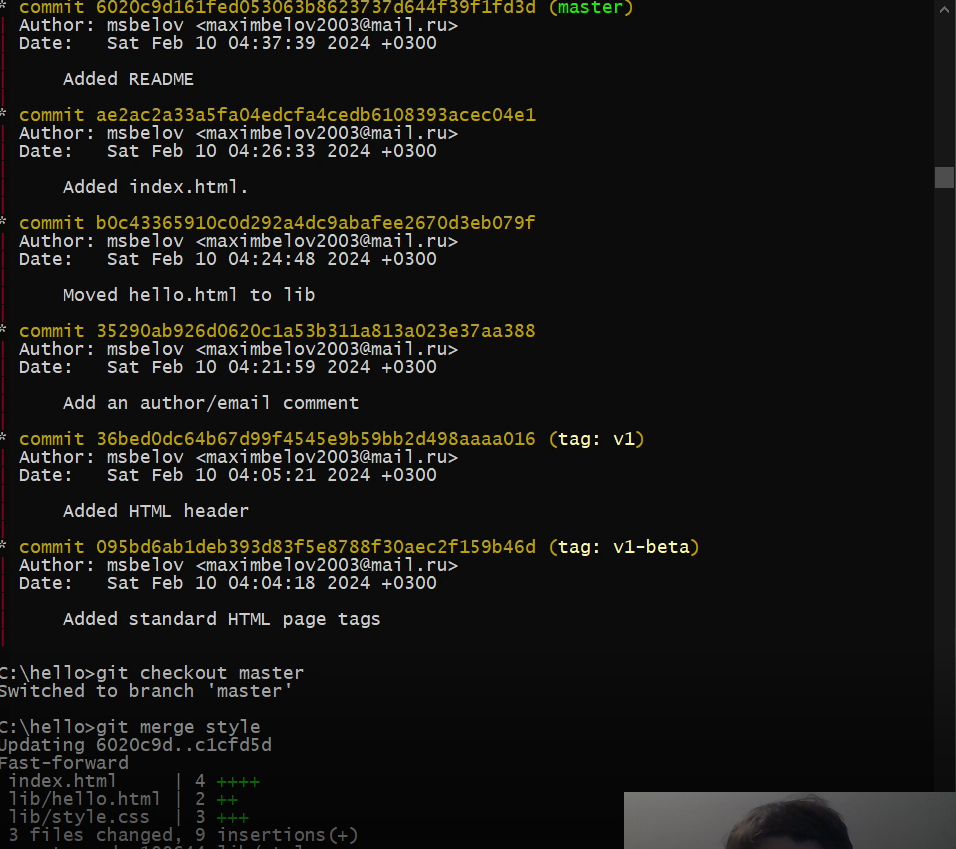 * commit 6020c9d161fed053063b8623737d644f39f1fd3d (master)
Author: msbelov <maximbelov2003@mail.ru>
Date: Sat Feb 10 04:37:39 2024 +0300
Added README
* commit ae2ac2a33a5fa04edcfa4cedb6108393acec04e1
Author: msbelov <maximbelov2003@mail.ru>
Date: Sat Feb 10 04:26:33 2024 +0300
Added index.html.
* commit b0c43365910c0d292a4dc9abafee2670d3eb079f
Author: msbelov <maximbelov2003@mail.ru>
Date: Sat Feb 10 04:24:48 2024 +0300
Moved hello.html to lib
* commit 35290ab926d0620c1a53b311a813a023e37aa388
Author: msbelov <maximbelov2003@mail.ru>
Date: Sat Feb 10 04:21:59 2024 +0300
Add an author/email comment
* commit 36bed0dc64b67d99f4545e9b59bb2d498aaaa016 (tag: v1)
Author: msbelov <maximbelov2003@mail.ru>
Date: Sat Feb 10 04:05:21 2024 +0300
Added HTML header
* commit 095bd6ab1deb393d83f5e8788f30aec2f159b46d (tag: v1-beta)
Author: msbelov <maximbelov2003@mail.ru>
Date: Sat Feb 10 04:04:18 2024 +0300
Added standard HTML page tags
C:\hello>git checkout master
Switched to branch 'master'
C:\hello>git merge style
Updating 6020c9d..c1cfd5d
Fast-forward
index.html | 4 ++++
lib/hello.html | 2 ++
lib/style.css | 3 +++
3 files changed, 9 insertions(+)